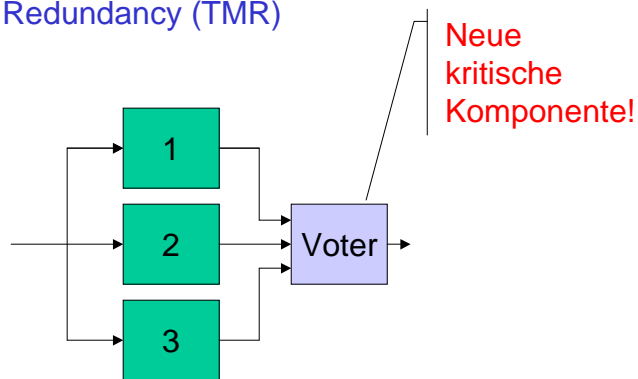 Redundancy (TMR)
Neue
kritische
Komponente!
1
2
Voter
3